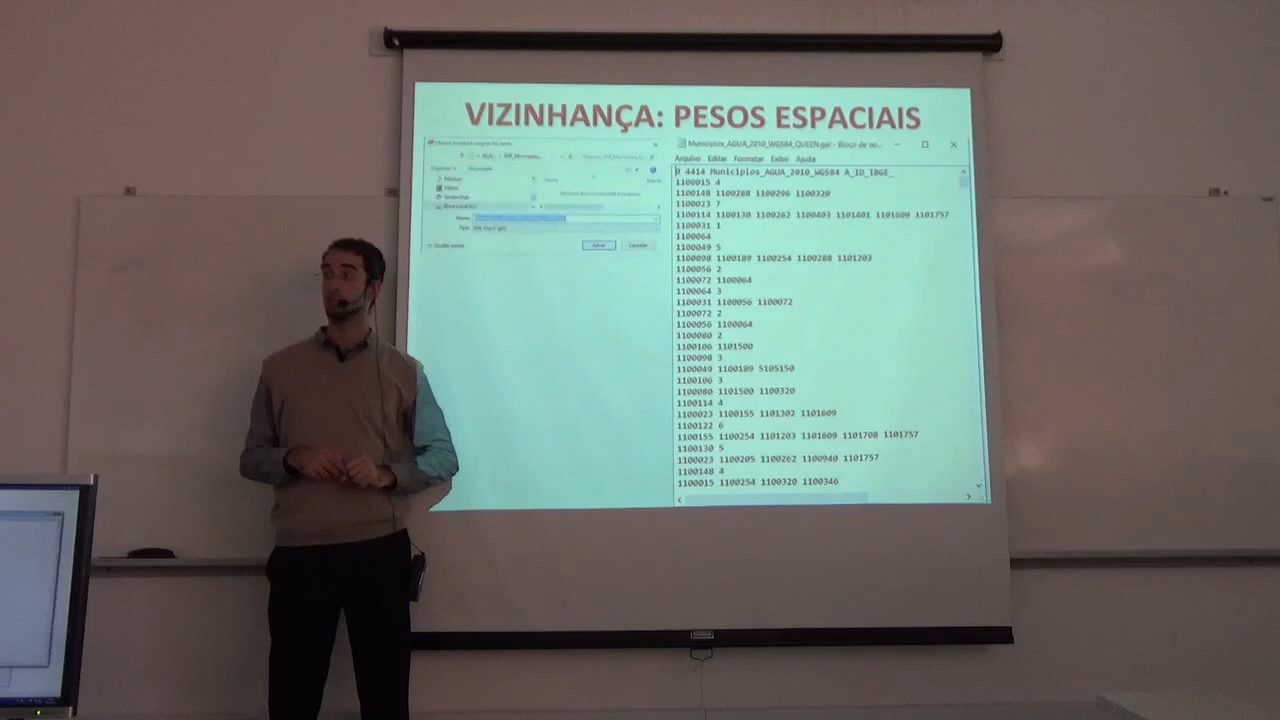 VIZINHANÇA: PESOS ESPACIAIS
Municipios_AGUA_2010_WGS84_QUEEN.gal - Bloco de no...
Arquivo Editar Formatar Exibir Ajuda
0 4414 Municipios_AGUA_2010_WGS84 A_ID_IBGE_
1100015 4
1100148 1100288 1100296 1100320
1100023 7
1100114 1100130 1100262 1100403 1101401 1101609 1101757
1100031 1
1100064
1100049 5
1100098 1100189 1100254 1100288 1101203
1100056 2
1100072 1100064
1100064 3
1100031 1100056 1100072
1100072 2
1100056 1100064
1100080 2
1100106 1101500
1100098 3
1100049 1100189 5105150
1100106 3
1100080 1101500 1100320
1100114 4
1100023 1100155 1101302 1101609
1100122 6
1100155 1100254 1101203 1101609 1101708 1101757
1100130 5
1100023 1100205 1100262 1100940 1101757
1100148 4
1100015 1100254 1100320 1100346
Nome:
Tipo:
Salvar
Cancelar